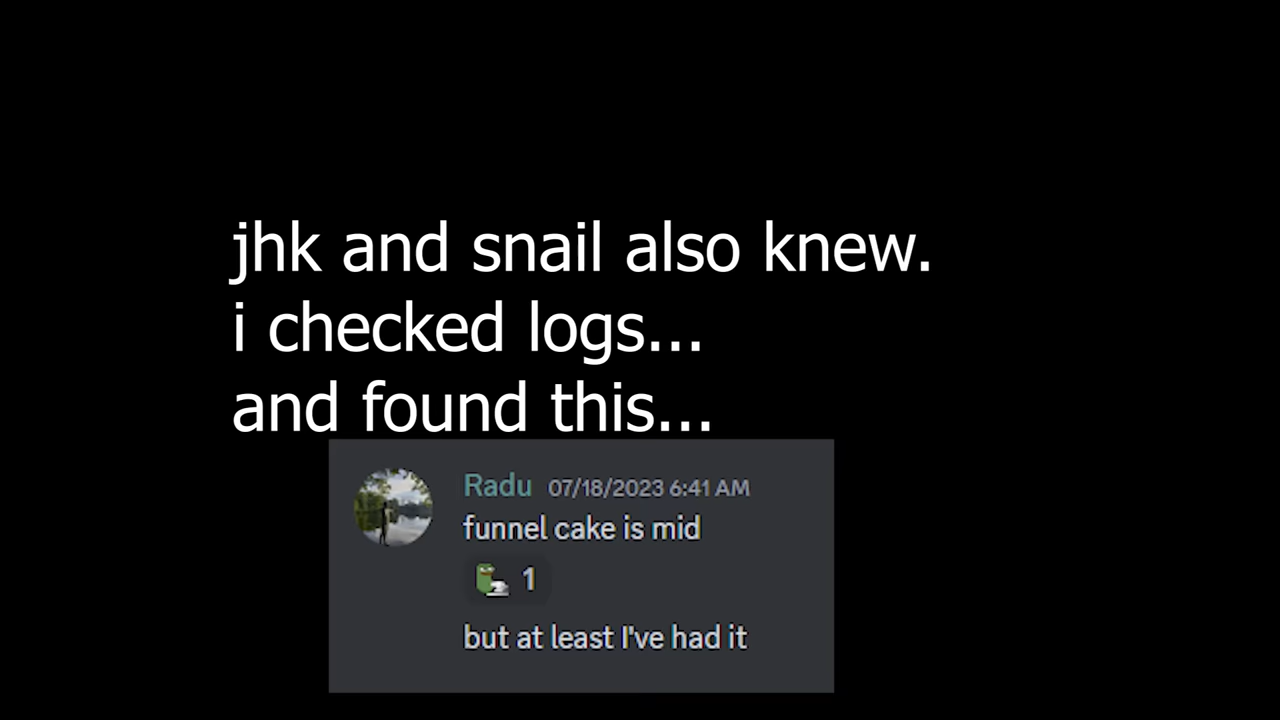 jhk and snail also knew.
i checked logs...
and found this...
Radu 07/18/2023 6:41 AM
funnel cake is mid
1
but at least I've had it